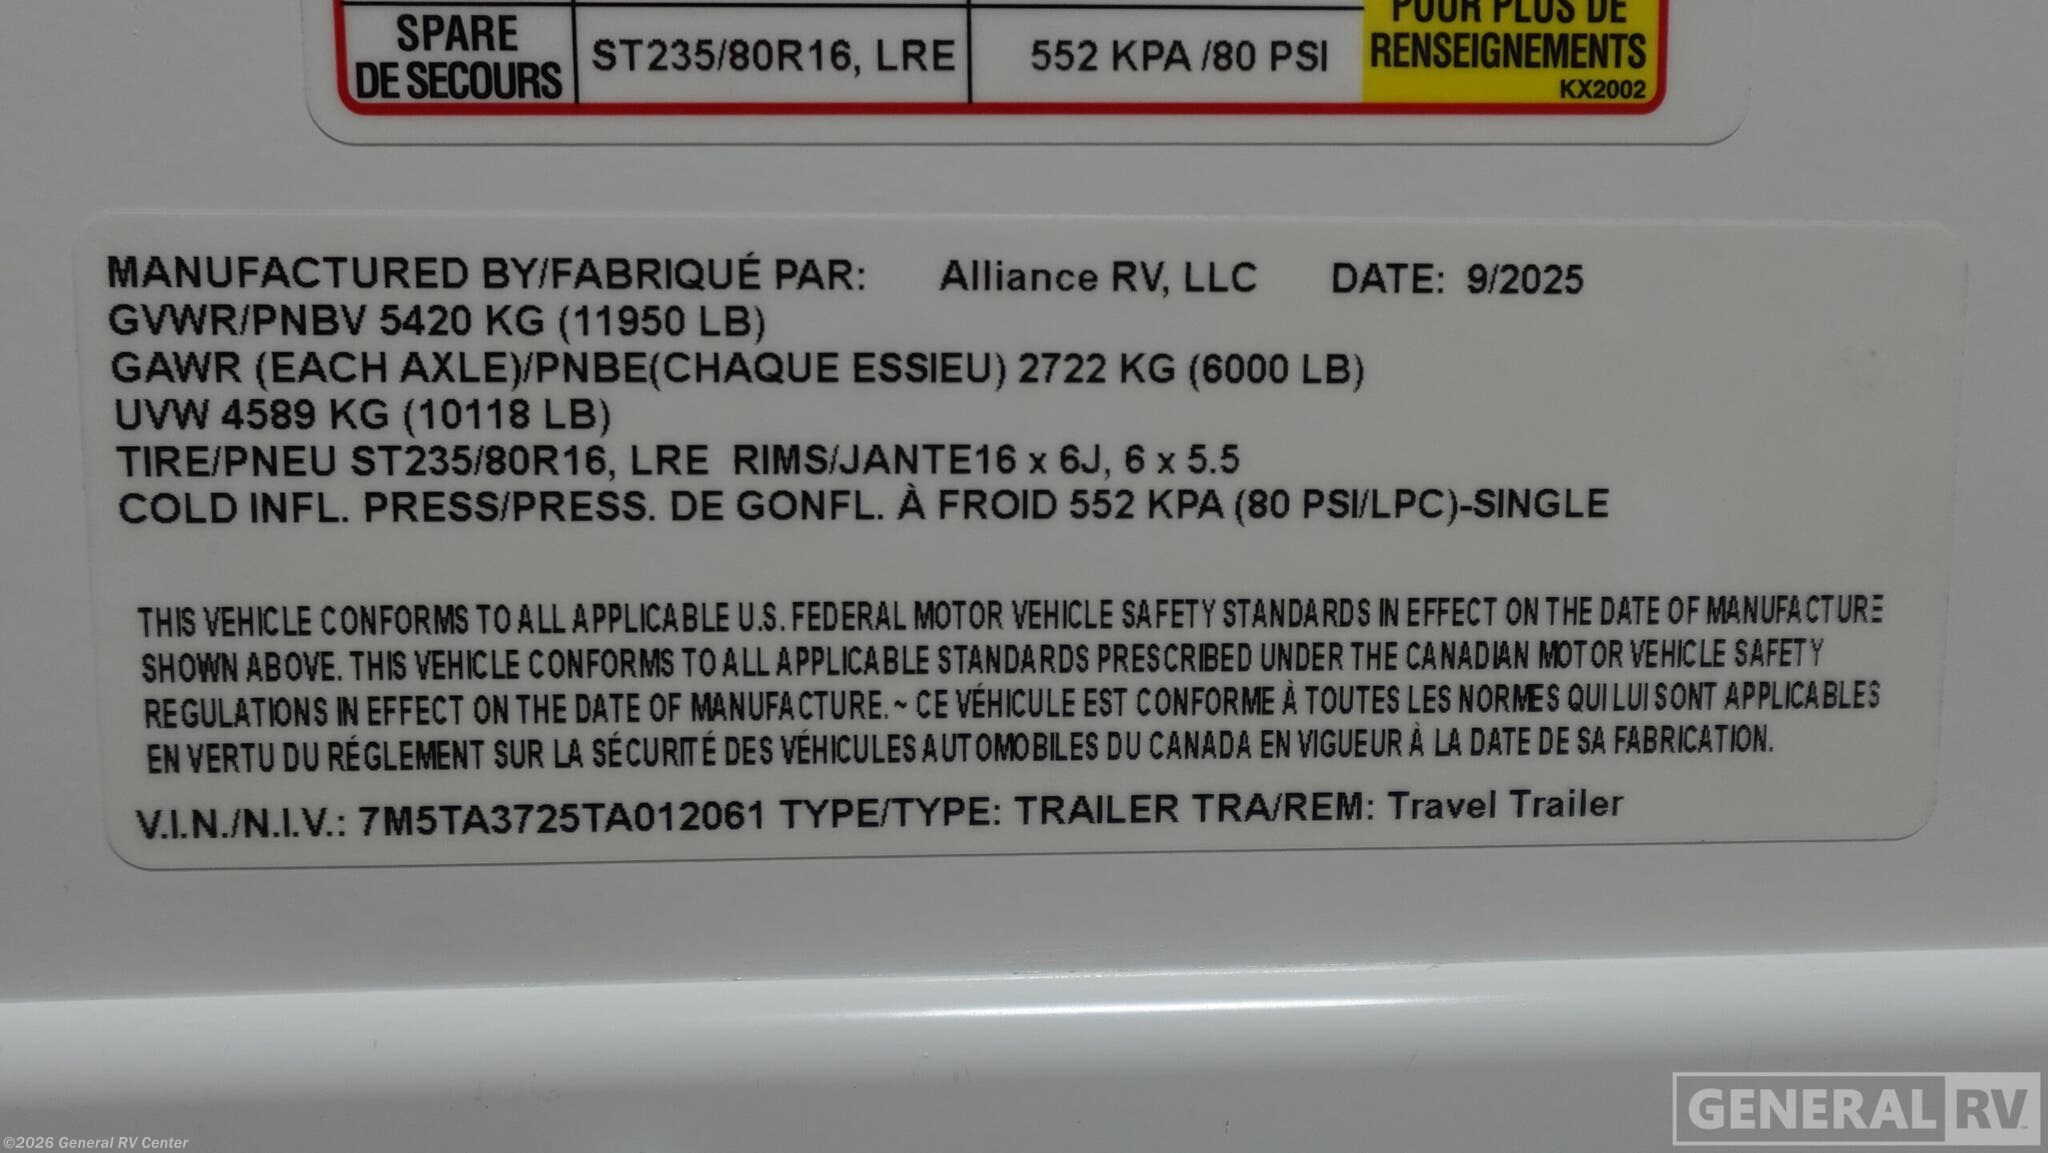 POUR PLUS DE
RENSEIGNEMENTS
KX2002
SPARE
DE SECOURS
ST235/80R16, LRE
552 KPA /80 PSI
MANUFACTURED BY/FABRIQUÉ PAR: Alliance RV, LLC DATE: 9/2025
GVWR/PNBV 5420 KG (11950 LB)
GAWR (EACH AXLE)/PNBE(CHAQUE ESSIEU) 2722 KG (6000 LB)
UVW 4589 KG (10118 LB)
TIRE/PNEU ST235/80R16, LRE RIMS/JANTE16 x 6J, 6 x 5.5
COLD INFL. PRESS/PRESS. DE GONFL. À FROID 552 KPA (80 PSI/LPC)-SINGLE
THIS VEHICLE CONFORMS TO ALL APPLICABLE U.S. FEDERAL MOTOR VEHICLE SAFETY STANDARDS IN EFFECT ON THE DATE OF MANUFACTURE
SHOWN ABOVE. THIS VEHICLE CONFORMS TO ALL APPLICABLE STANDARDS PRESCRIBED UNDER THE CANADIAN MOTOR VEHICLE SAFETY
REGULATIONS IN EFFECT ON THE DATE OF MANUFACTURE. ~ CE VÉHICULE EST CONFORME À TOUTES LES NORMES QUI LUI SONT APPLICABLES
EN VERTU DU RÉGLEMENT SUR LA SÉCURITÉ DES VÉHICULES AUTOMOBILES DU CANADA EN VIGUEUR À LA DATE DE SA FABRICATION.
V.I.N./N.I.V.: 7M5TA3725TA012061 TYPE/TYPE: TRAILER TRA/REM: Travel Trailer
GENERAL RV
©2026 General RV Center